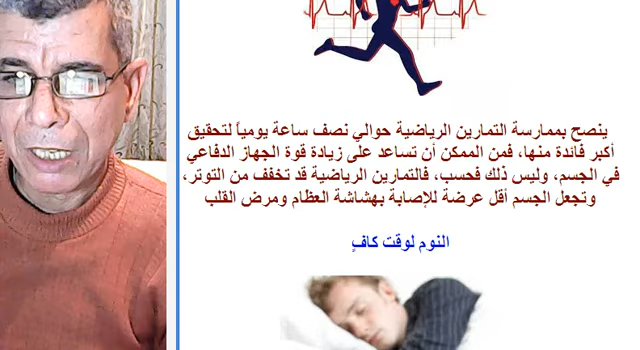 ينصح بممارسة التمارين الرياضية حوالي نصف ساعة يومياً لتحقيق
أكبر فائدة منها، فمن الممكن أن تساعد على زيادة قوة الجهاز الدفاعي
في الجسم، وليس ذلك فحسب، فالتمارين الرياضية قد تخفف من التوتر،
وتجعل الجسم أقل عرضة للإصابة بهشاشة العظام ومرض القلب
النوم لوقت كافٍ